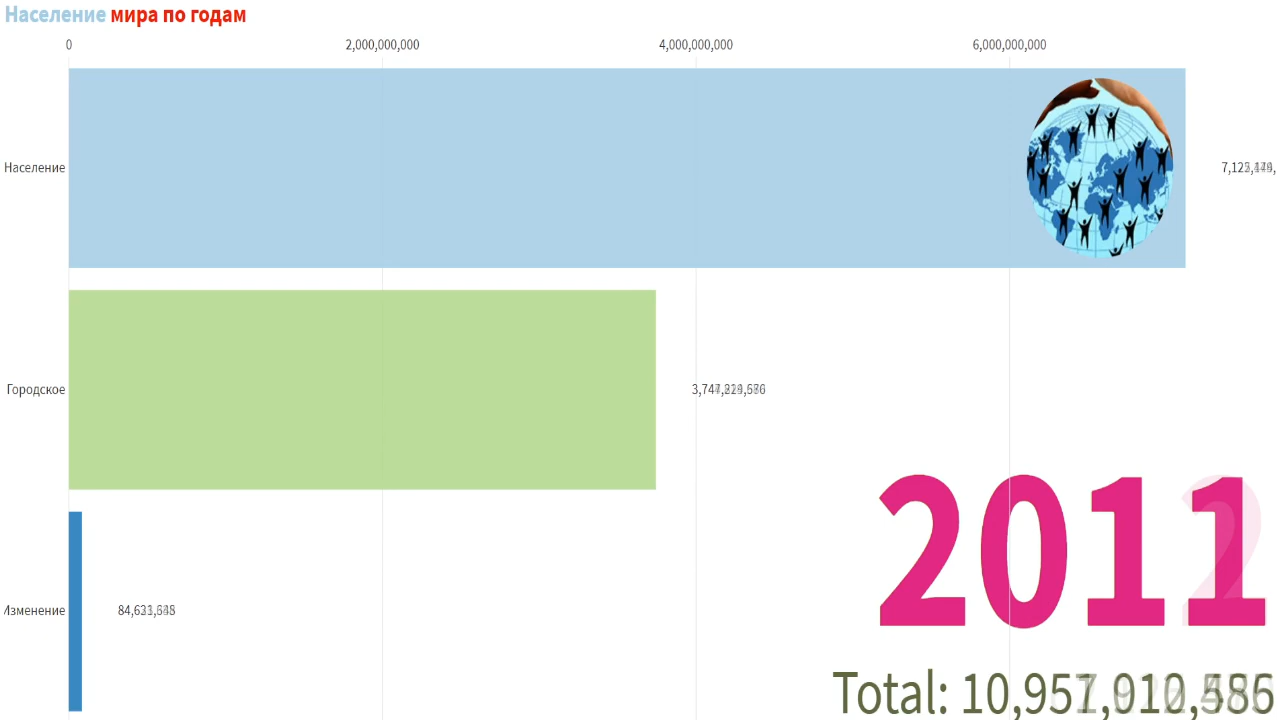 Население мира по годам
0 2,000,000,000 4,000,000,000 6,000,000,000
Население
Городское
Изменение
2011
Total: